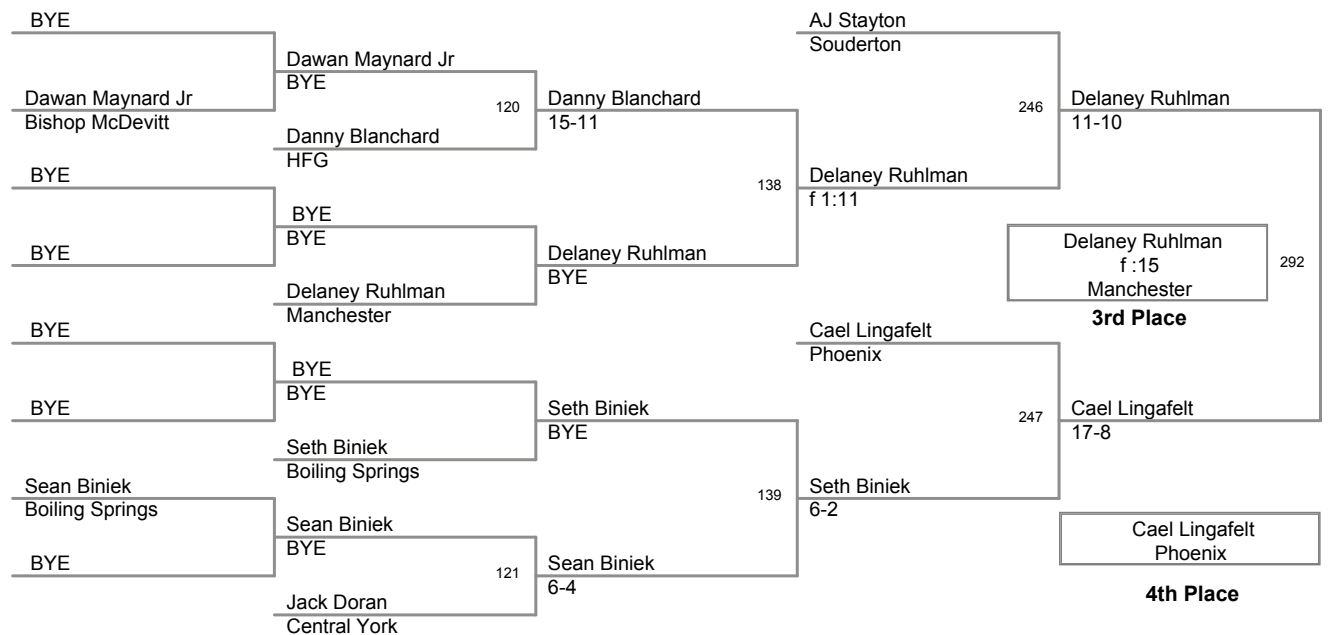 BYE
Dawan Maynard Jr
Bishop McDevitt
BYE
BYE
BYE
BYE
Sean Biniek
Boiling Springs
BYE
Dawan Maynard Jr
BYE
120
Danny Blanchard
HFG
BYE
BYE
Delaney Ruhlman
Manchester
BYE
BYE
Seth Biniek
Boiling Springs
Sean Biniek
BYE
121
Jack Doran
Central York
Danny Blanchard
15-11
138
Delaney Ruhlman
BYE
Seth Biniek
BYE
139
Sean Biniek
6-4
AJ Stayton
Souderton
246
Delaney Ruhlman
f 1:11
Cael Lingafelt
Phoenix
247
Seth Biniek
6-2
Delaney Ruhlman
11-10
Delaney Ruhlman
f :15
Manchester
292
3rd Place
Cael Lingafelt
17-8
Cael Lingafelt
Phoenix
4th Place